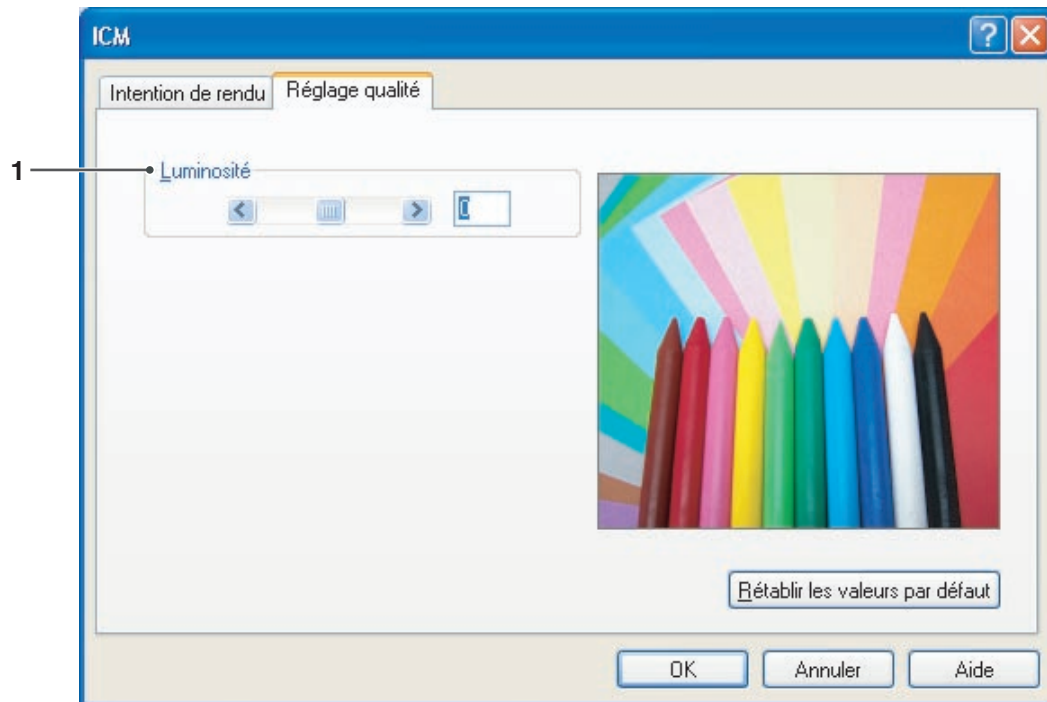 ICM
Intention de rendu
Réglage qualité
1
Luminosité
0
Rétablir les valeurs par défaut
OK
Annuler
Aide